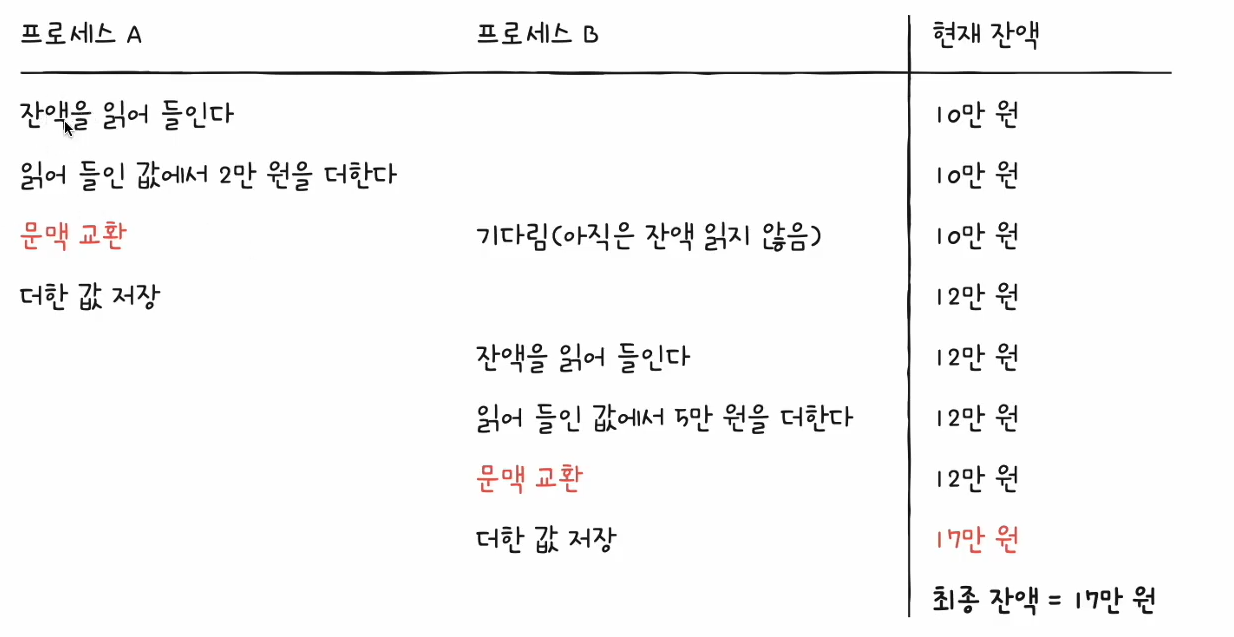 프로세스 A 프로세스 B 현재 잔액
잔액을 읽어 들인다 10만 원
읽어 들인 값에서 2만 원을 더한다 10만 원
문맥 교환 기다림(아직은 잔액 읽지 않음) 10만 원
더한 값 저장 12만 원
잔액을 읽어 들인다 12만 원
읽어 들인 값에서 5만 원을 더한다 12만 원
문맥 교환 12만 원
더한 값 저장 17만 원
최종 잔액 = 17만 원